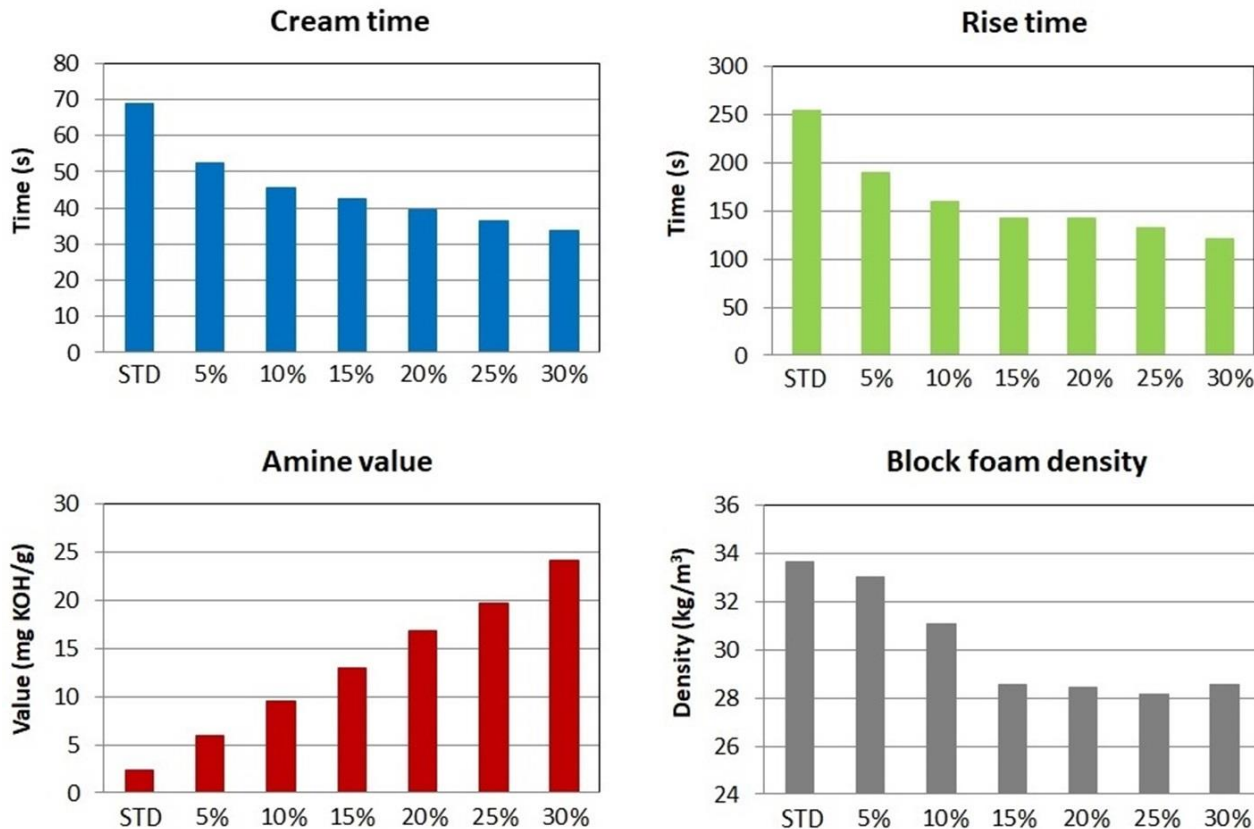 Cream time
Time (s)
80
70
60
50
40
30
20
10
0
STD 5% 10% 15% 20% 25% 30%
Rise time
Time (s)
300
250
200
150
100
50
0
STD 5% 10% 15% 20% 25% 30%
Amine value
Value (mg KOH/g)
30
25
20
15
10
5
0
STD 5% 10% 15% 20% 25% 30%
Block foam density
Density (kg/m³)
36
34
32
30
28
26
24
STD 5% 10% 15% 20% 25% 30%